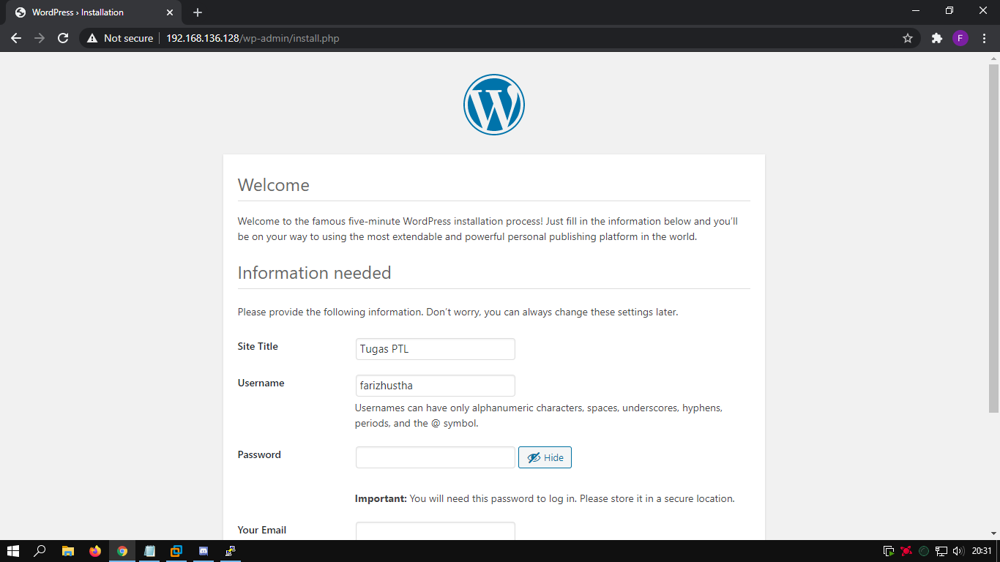 WordPress › Installation
Not secure 192.168.136.128/wp-admin/install.php
F
Welcome
Welcome to the famous five-minute WordPress installation process! Just fill in the information below and you’ll
be on your way to using the most extendable and powerful personal publishing platform in the world.
Information needed
Please provide the following information. Don’t worry, you can always change these settings later.
Site Title
Tugas PTL
Username
farizhustha
Usernames can have only alphanumeric characters, spaces, underscores, hyphens,
periods, and the @ symbol.
Password
Hide
Important: You will need this password to log in. Please store it in a secure location.
Your Email
20:31